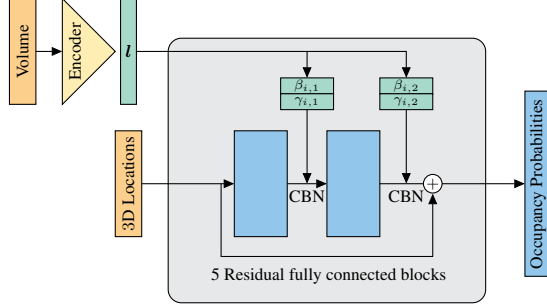 Volume
Encoder
l
β_{i,1}
γ_{i,1}
β_{i,2}
γ_{i,2}
3D Locations
CBN
CBN
+
5 Residual fully connected blocks
Occupancy Probabilities